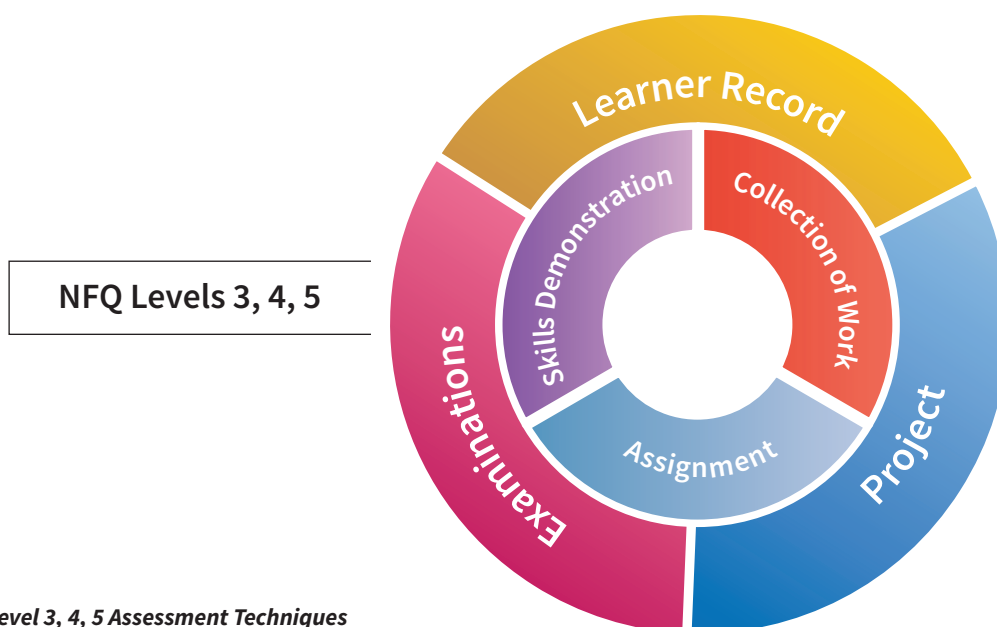 Learner Record
Skills Demonstration
Collection of Work
NFQ Levels 3, 4, 5
Examinations
Assignment
Project
evel 3, 4, 5 Assessment Techniques